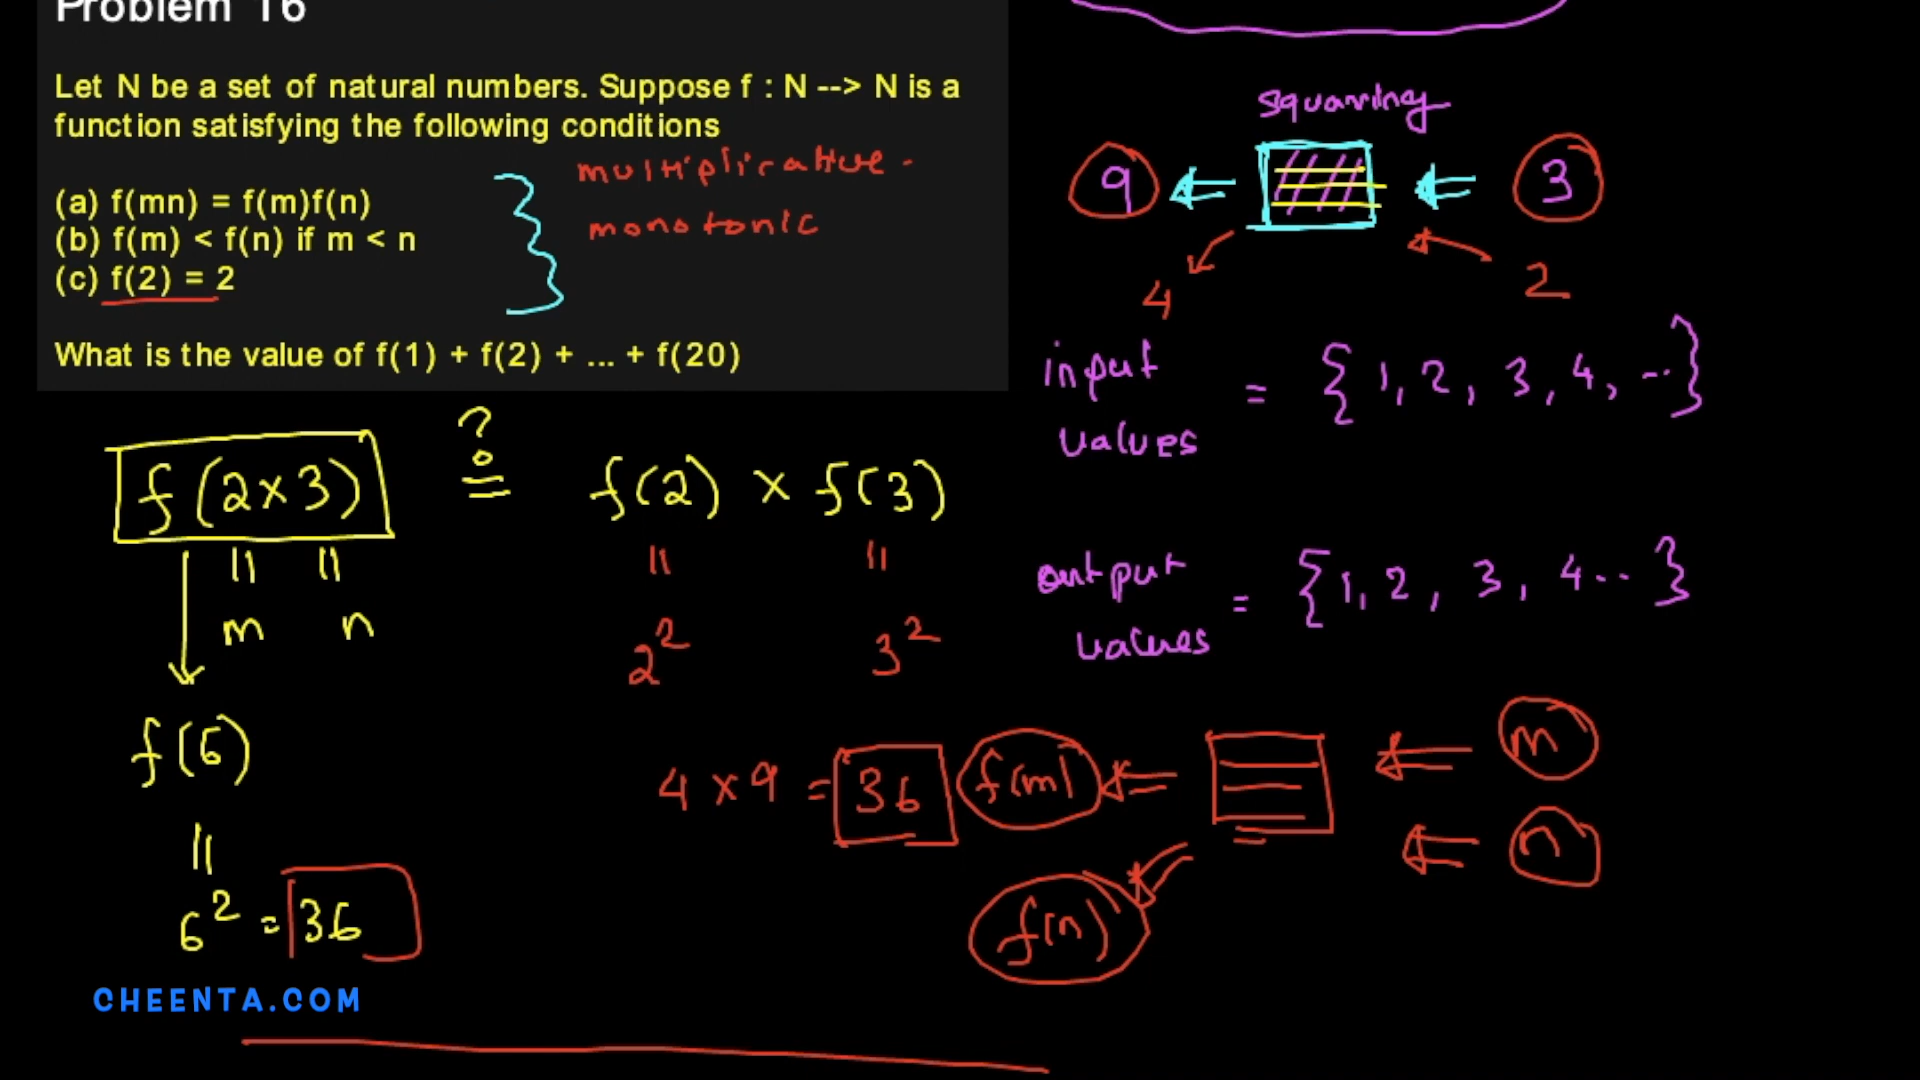 Problem 16
Let N be a set of natural numbers. Suppose f : N --> N is a
function satisfying the following conditions
(a) f(mn) = f(m)f(n)
(b) f(m) < f(n) if m < n
(c) f(2) = 2
multiplicative.
monotonic
What is the value of f(1) + f(2) + ... + f(20)
squaring
9 3
4 2
input
values = { 1, 2, 3, 4, ... }
output
values = { 1, 2, 3, 4 ... }
f(2×3) ?= f(2) × f(3)
= = = =
m n 2² 3²
f(6)
=
6² = 36
4 × 9 = 36
f(m) m
f(n) n
CHEENTA.COM